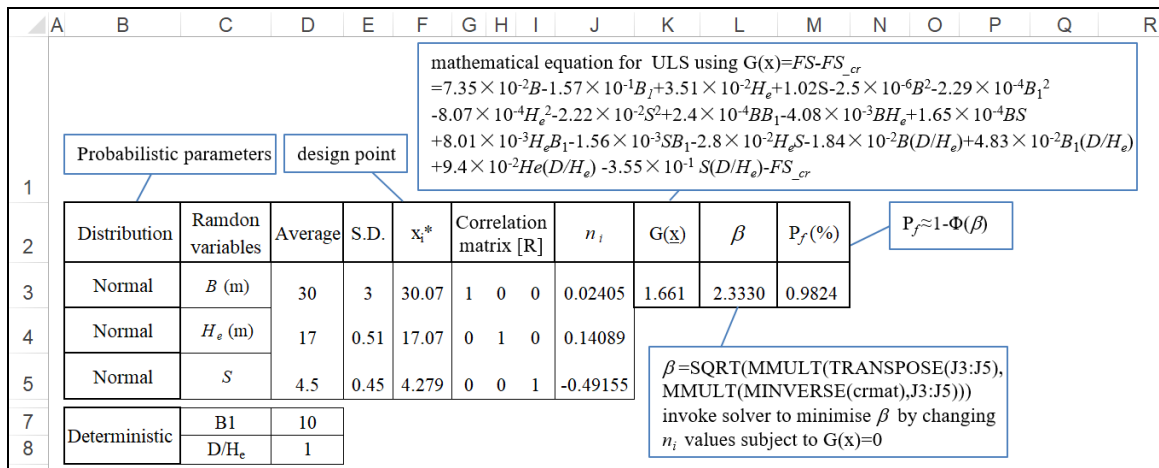 A B C D E F G H I J K L M N O P Q R
mathematical equation for ULS using G(x)=FS-FS_cr
=7.35×10⁻²B-1.57×10⁻¹B₁+3.51×10⁻²Hₑ+1.02S-2.5×10⁻⁶B²-2.29×10⁻⁴B₁²
-8.07×10⁻⁴Hₑ²-2.22×10⁻²S²+2.4×10⁻⁴BB₁-4.08×10⁻³BHₑ+1.65×10⁻⁴BS
+8.01×10⁻³HₑB₁-1.56×10⁻³SB₁-2.8×10⁻²HₑS-1.84×10⁻²B(D/Hₑ)+4.83×10⁻²B₁(D/Hₑ)
+9.4×10⁻²He(D/Hₑ) -3.55×10⁻¹ S(D/Hₑ)-FS_cr
Probabilistic parameters
design point
1
2
Distribution
Ramdon
variables
Average
S.D.
xᵢ*
Correlation
matrix [R]
nᵢ
G(x)
β
P_f(%)
P_f≈1-Φ(β)
3 Normal B (m) 30 3 30.07 1 0 0 0.02405 1.661 2.3330 0.9824
4 Normal Hₑ (m) 17 0.51 17.07 0 1 0 0.14089
5 Normal S 4.5 0.45 4.279 0 0 1 -0.49155
β=SQRT(MMULT(TRANSPOSE(J3:J5),
MMULT(MINVERSE(crmat),J3:J5)))
invoke solver to minimise β by changing
nᵢ values subject to G(x)=0
7
8
Deterministic
B1 10
D/Hₑ 1